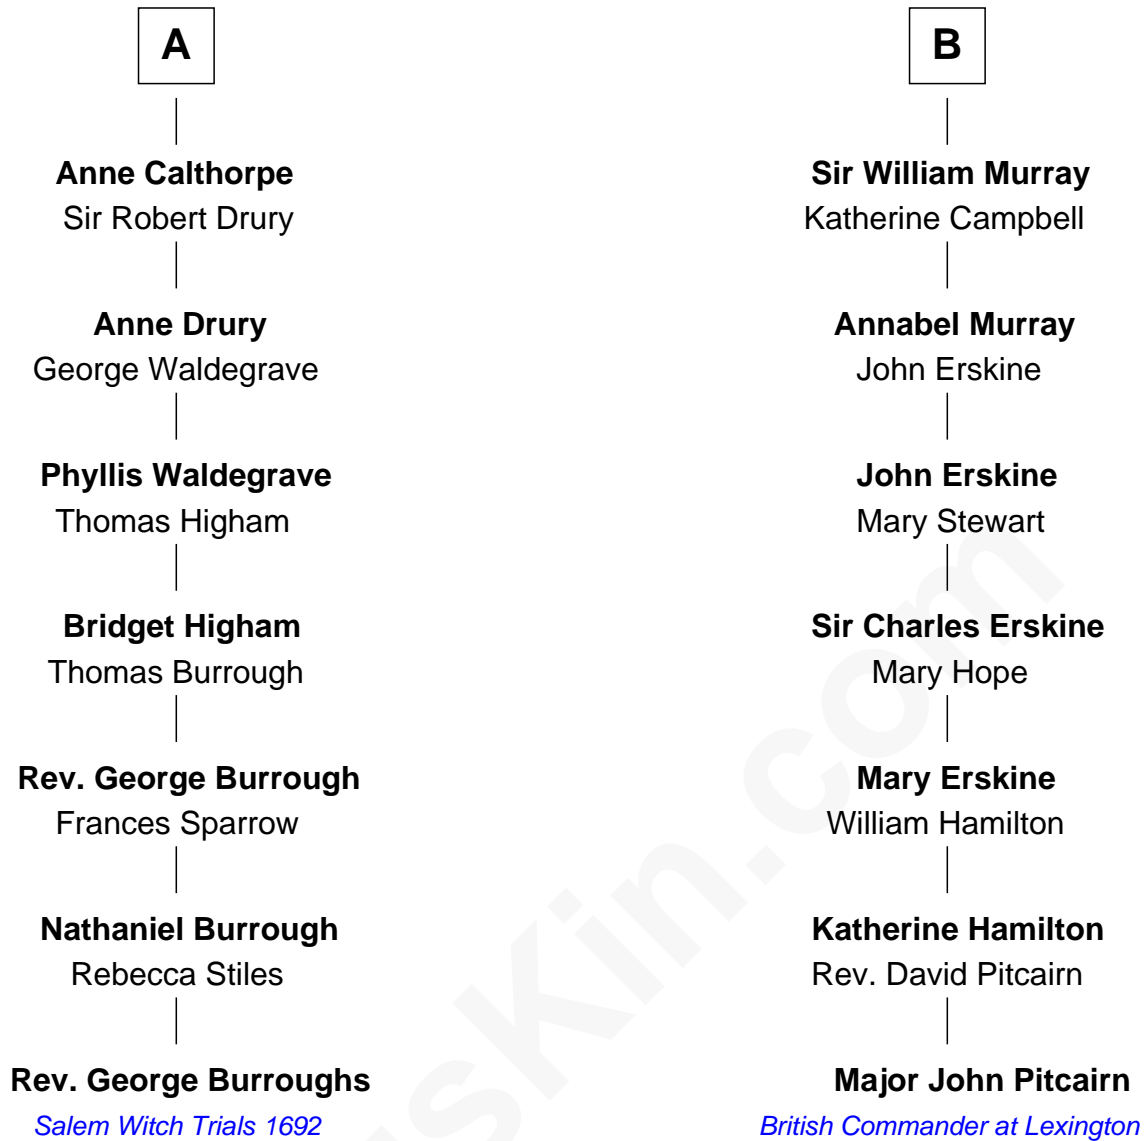 A
Anne Calthorpe
Sir Robert Drury
Anne Drury
George Waldegrave
Phyllis Waldegrave
Thomas Higham
Bridget Higham
Thomas Burrough
Rev. George Burrough
Frances Sparrow
Nathaniel Burrough
Rebecca Stiles
Rev. George Burroughs
Salem Witch Trials 1692
B
Sir William Murray
Katherine Campbell
Annabel Murray
John Erskine
John Erskine
Mary Stewart
Sir Charles Erskine
Mary Hope
Mary Erskine
William Hamilton
Katherine Hamilton
Rev. David Pitcairn
Major John Pitcairn
British Commander at Lexington
usKin.com